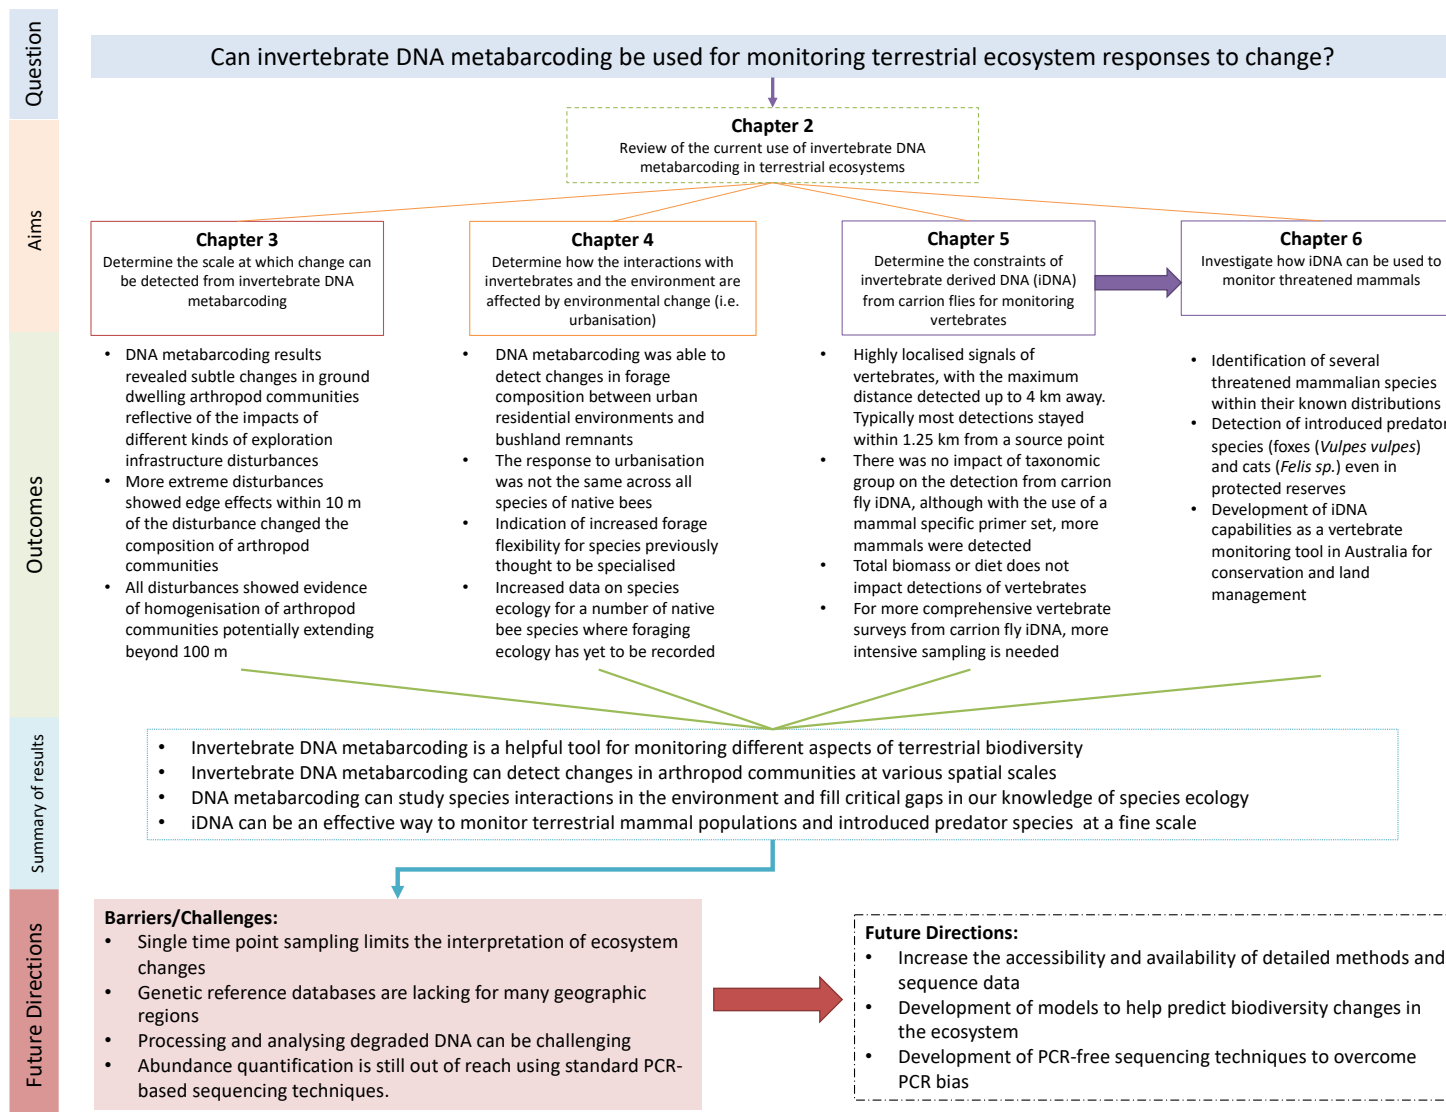 Question
Can invertebrate DNA metabarcoding be used for monitoring terrestrial ecosystem responses to change?
Aims
Chapter 2
Review of the current use of invertebrate DNA
metabarcoding in terrestrial ecosystems
Chapter 3
Determine the scale at which change can
be detected from invertebrate DNA
metabarcoding
Chapter 4
Determine how the interactions with
invertebrates and the environment are
affected by environmental change (i.e.
urbanisation)
Chapter 5
Determine the constraints of
invertebrate derived DNA (iDNA)
from carrion flies for monitoring
vertebrates
Chapter 6
Investigate how iDNA can be used to
monitor threatened mammals
Outcomes
• DNA metabarcoding results
revealed subtle changes in ground
dwelling arthropod communities
reflective of the impacts of
different kinds of exploration
infrastructure disturbances
• More extreme disturbances
showed edge effects within 10 m
of the disturbance changed the
composition of arthropod
communities
• All disturbances showed evidence
of homogenisation of arthropod
communities potentially extending
beyond 100 m
• DNA metabarcoding was able to
detect changes in forage
composition between urban
residential environments and
bushland remnants
• The response to urbanisation
was not the same across all
species of native bees
• Indication of increased forage
flexibility for species previously
thought to be specialised
• Increased data on species
ecology for a number of native
bee species where foraging
ecology has yet to be recorded
• Highly localised signals of
vertebrates, with the maximum
distance detected up to 4 km away.
Typically most detections stayed
within 1.25 km from a source point
• There was no impact of taxonomic
group on the detection from carrion
fly iDNA, although with the use of a
mammal specific primer set, more
mammals were detected
• Total biomass or diet does not
impact detections of vertebrates
• For more comprehensive vertebrate
surveys from carrion fly iDNA, more
intensive sampling is needed
• Identification of several
threatened mammalian species
within their known distributions
• Detection of introduced predator
species (foxes (Vulpes vulpes)
and cats (Felis sp.) even in
protected reserves
• Development of iDNA
capabilities as a vertebrate
monitoring tool in Australia for
conservation and land
management
Summary of results
• Invertebrate DNA metabarcoding is a helpful tool for monitoring different aspects of terrestrial biodiversity
• Invertebrate DNA metabarcoding can detect changes in arthropod communities at various spatial scales
• DNA metabarcoding can study species interactions in the environment and fill critical gaps in our knowledge of species ecology
• iDNA can be an effective way to monitor terrestrial mammal populations and introduced predator species at a fine scale
Future Directions
Barriers/Challenges:
• Single time point sampling limits the interpretation of ecosystem
changes
• Genetic reference databases are lacking for many geographic
regions
• Processing and analysing degraded DNA can be challenging
• Abundance quantification is still out of reach using standard PCR-
based sequencing techniques.
Future Directions:
• Increase the accessibility and availability of detailed methods and
sequence data
• Development of models to help predict biodiversity changes in
the ecosystem
• Development of PCR-free sequencing techniques to overcome
PCR bias